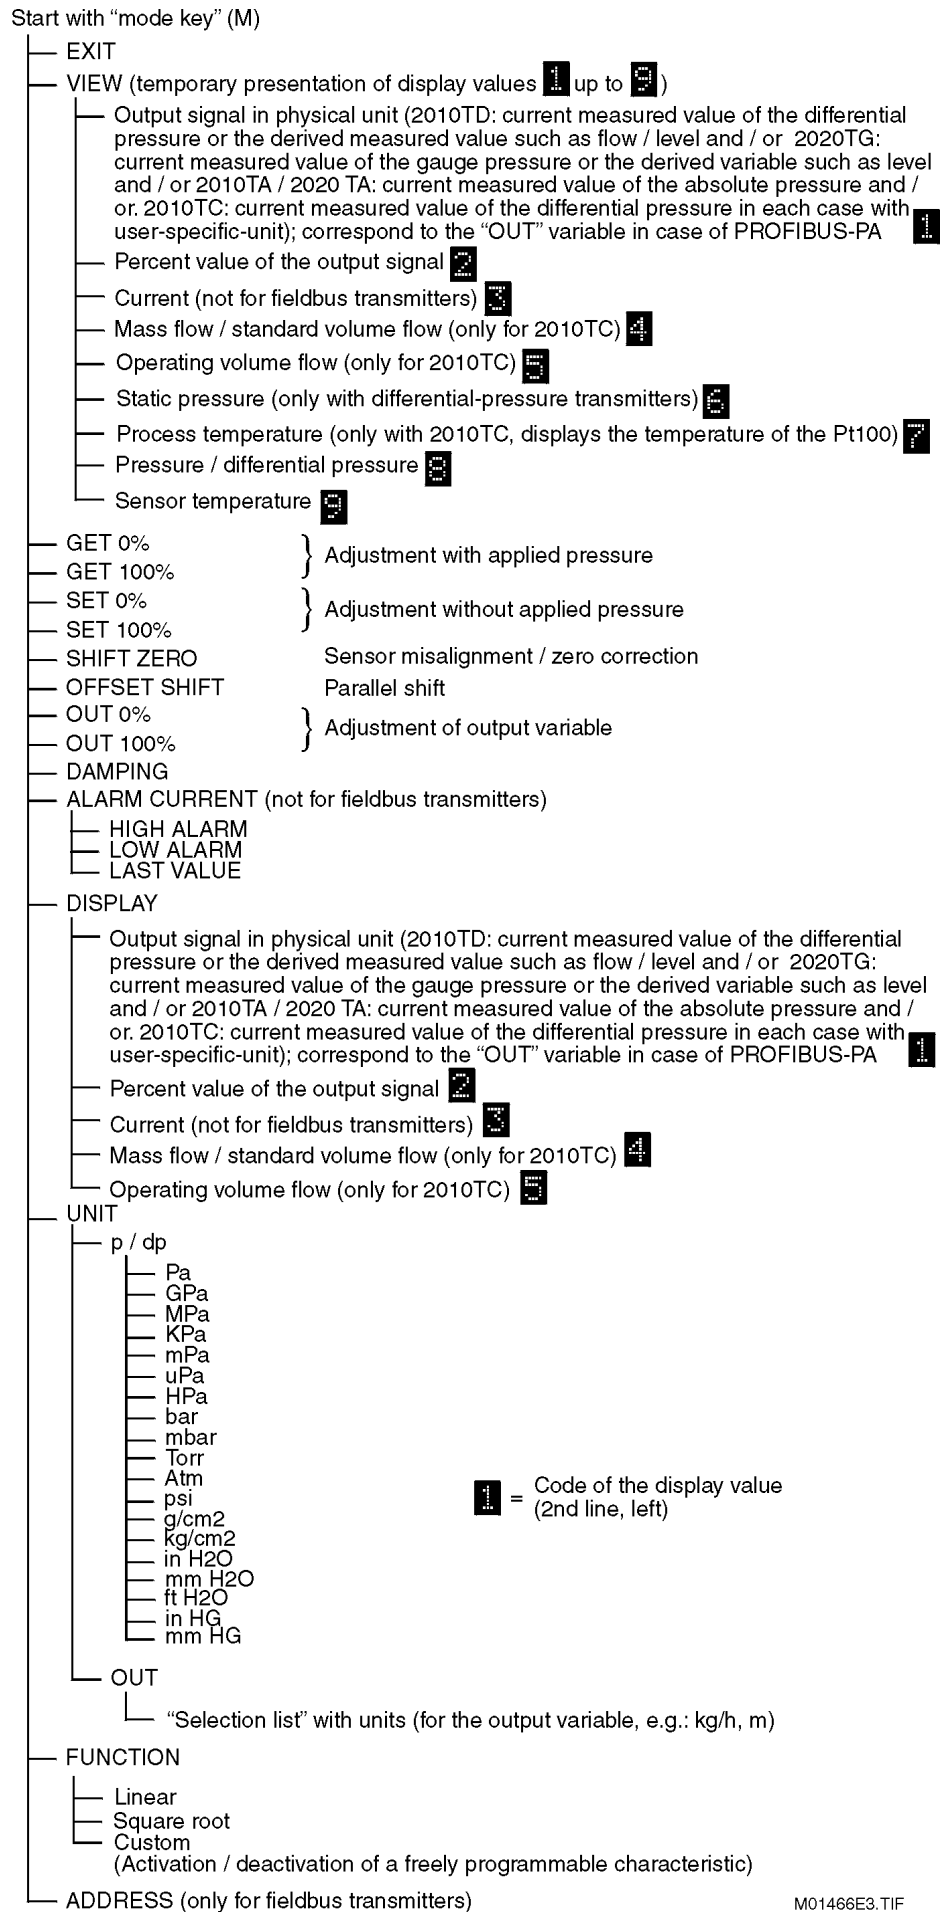 Start with “mode key” (M)
EXIT
VIEW (temporary presentation of display values 1 up to 9 )
Output signal in physical unit (2010TD: current measured value of the differential
pressure or the derived measured value such as flow / level and / or 2020TG:
current measured value of the gauge pressure or the derived variable such as level
and / or 2010TA / 2020 TA: current measured value of the absolute pressure and /
or. 2010TC: current measured value of the differential pressure in each case with
user-specific-unit); correspond to the “OUT” variable in case of PROFIBUS-PA 1
Percent value of the output signal 2
Current (not for fieldbus transmitters) 3
Mass flow / standard volume flow (only for 2010TC) 4
Operating volume flow (only for 2010TC) 5
Static pressure (only with differential-pressure transmitters) 6
Process temperature (only with 2010TC, displays the temperature of the Pt100) 7
Pressure / differential pressure 8
Sensor temperature 9
GET 0%
Adjustment with applied pressure
GET 100%
SET 0%
Adjustment without applied pressure
SET 100%
SHIFT ZERO Sensor misalignment / zero correction
OFFSET SHIFT Parallel shift
OUT 0%
Adjustment of output variable
OUT 100%
DAMPING
ALARM CURRENT (not for fieldbus transmitters)
HIGH ALARM
LOW ALARM
LAST VALUE
DISPLAY
Output signal in physical unit (2010TD: current measured value of the differential
pressure or the derived measured value such as flow / level and / or 2020TG:
current measured value of the gauge pressure or the derived variable such as level
and / or 2010TA / 2020 TA: current measured value of the absolute pressure and /
or. 2010TC: current measured value of the differential pressure in each case with
user-specific-unit); correspond to the “OUT” variable in case of PROFIBUS-PA 1
Percent value of the output signal 2
Current (not for fieldbus transmitters) 3
Mass flow / standard volume flow (only for 2010TC) 4
Operating volume flow (only for 2010TC) 5
UNIT
p / dp
Pa
GPa
MPa
KPa
mPa
uPa
HPa
bar
mbar
Torr
Atm
psi
g/cm2
kg/cm2
in H2O
mm H2O
ft H2O
in HG
mm HG
1 = Code of the display value
(2nd line, left)
OUT
“Selection list” with units (for the output variable, e.g.: kg/h, m)
FUNCTION
Linear
Square root
Custom
(Activation / deactivation of a freely programmable characteristic)
ADDRESS (only for fieldbus transmitters)
M01466E3.TIF